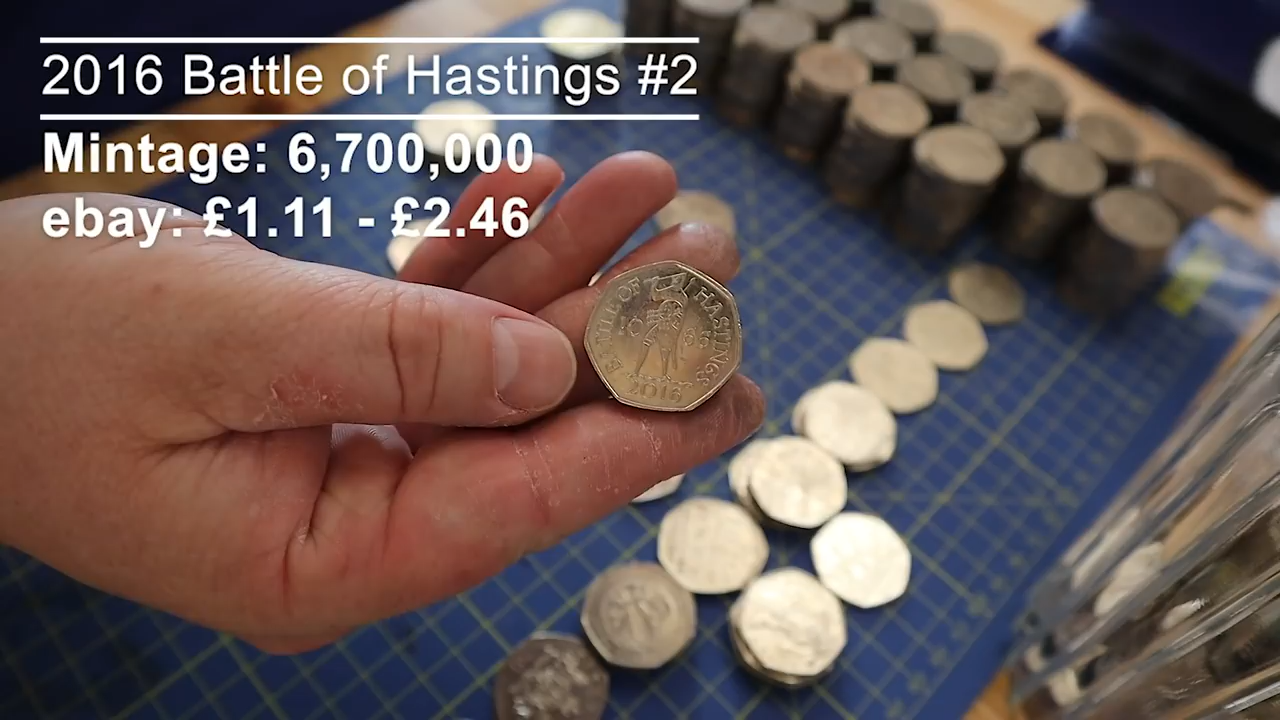 2016 Battle of Hastings #2
Mintage: 6,700,000
ebay: £1.11 - £2.46
BATTLE OF HASTINGS
1066
2016